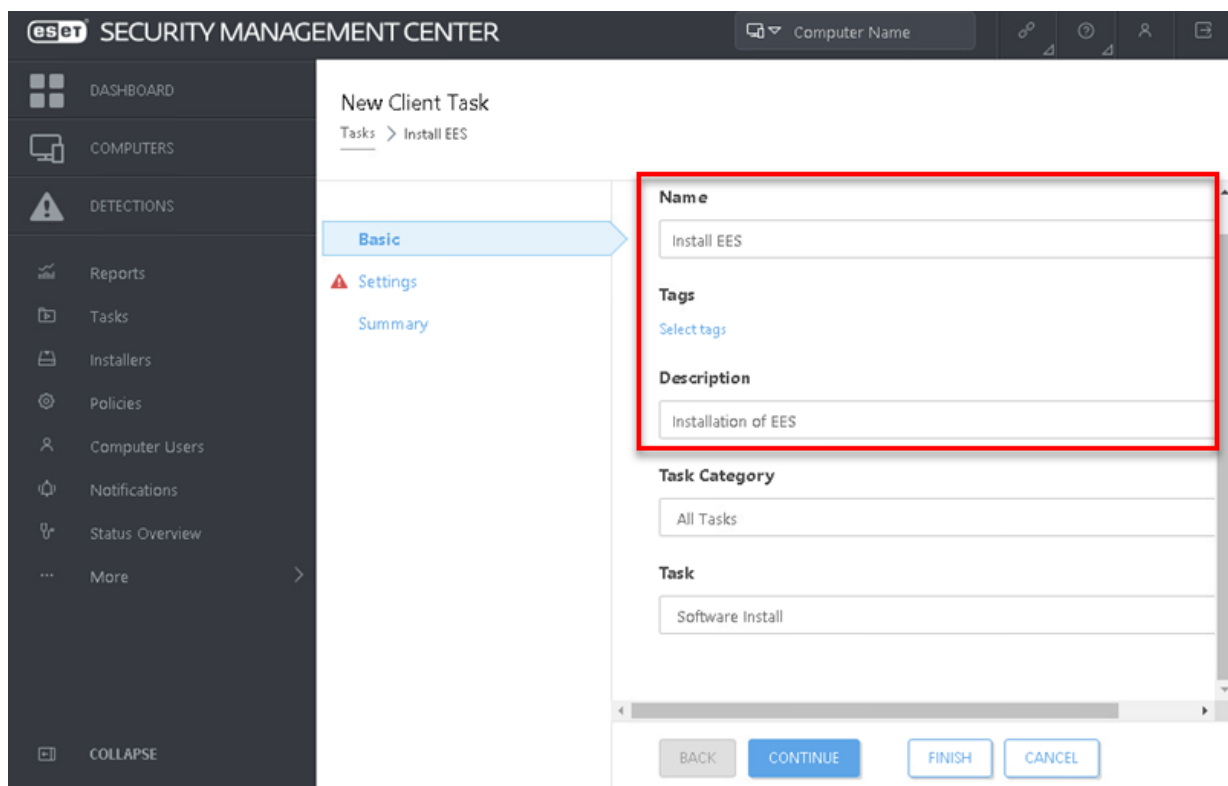 eset SECURITY MANAGEMENT CENTER
Computer Name
DASHBOARD
COMPUTERS
DETECTIONS
Reports
Tasks
Installers
Policies
Computer Users
Notifications
Status Overview
More
COLLAPSE
New Client Task
Tasks > Install EES
Basic
Settings
Summary
Name
Install EES
Tags
Select tags
Description
Installation of EES
Task Category
All Tasks
Task
Software Install
BACK CONTINUE FINISH CANCEL